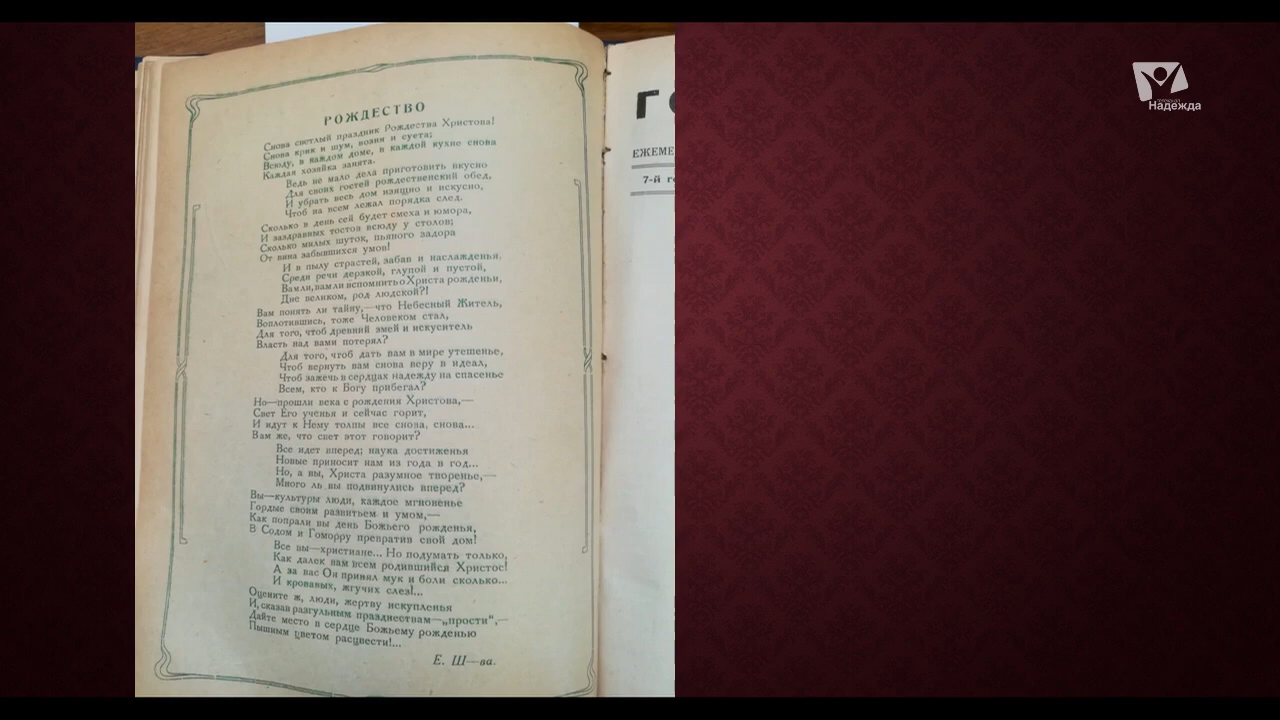 РОЖДЕСТВО
Снова светлый праздник Рождества Христова!
Снова крик и шум, возня и суета;
Всюду, в каждом доме, в каждой кухне снова
Каждая хозяйка занята.
Ведь не мало дела приготовить вкусно
Для своих гостей рождественский обед,
И убрать весь дом изящно и искусно,
Чтоб на всем лежал порядка след.
Сколько в день сей будет смеха и юмора,
И заздравных тостов всюду у столов;
Сколько милых шуток, пьяного задора
От вина забывшихся умов!
И в пылу страстей, забав и наслажденья,
Среди речи дерзкой, глупой и пустой,
Вам ли, вам ли вспомнить о Христа рожденьи,
Дне великом, род людской?!
Вам понять ли тайну,—что Небесный Житель,
Воплотившись, тоже Человеком стал,
Для того, чтоб древний змей и искуситель
Власть над вами потерял?
Для того, чтоб дать вам в мире утешенье,
Чтоб вернуть вам снова веру в идеал,
Чтоб зажечь в сердцах надежду на спасенье
Всем, кто к Богу прибегал?
Но—прошли века с рождения Христова,—
Свет Его ученья и сейчас горит,
И идут к Нему толпы все снова, снова...
Вам же, что свет этот говорит?
Все идет вперед; наука достиженья
Новые приносит нам из года в год...
Но, а вы, Христа разумное творенье,—
Много ль вы подвинулись вперед?
Вы—культуры люди, каждое мгновенье
Гордые своим развитьем и умом,—
Как попрали вы день Божьего рожденья,
В Содом и Гоморру превратив свой дом!
Все вы—христиане... Но подумать только,
Как далек вам всем родившийся Христос!
А за вас Он принял мук и боли сколько...
И кровавых, жгучих слез!...
Оцените ж, люди, жертву искупленья
И, сказав разгульным празднествам—„прости“,—
Дайте место в сердце Божьему рожденью
Пышным цветом расцвести!...
Е. Ш—ва.
ЕЖЕМЕ
7-й г
Надежда